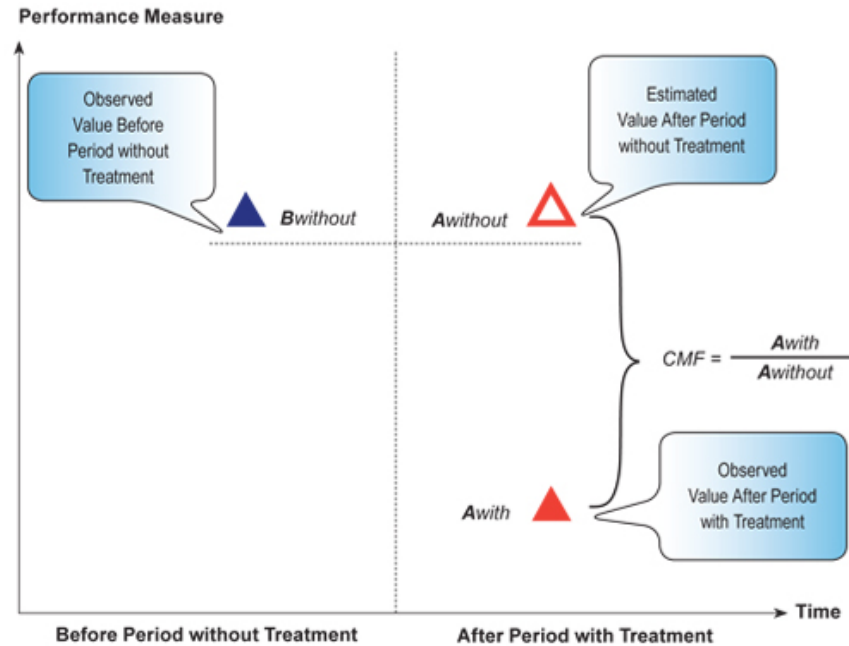 Performance Measure
Observed
Value Before
Period without
Treatment
Estimated
Value After Period
without Treatment
Bwithout
Awithout
CMF = Awith
Awithout
Awith
Observed
Value After Period
with Treatment
Time
Before Period without Treatment
After Period with Treatment